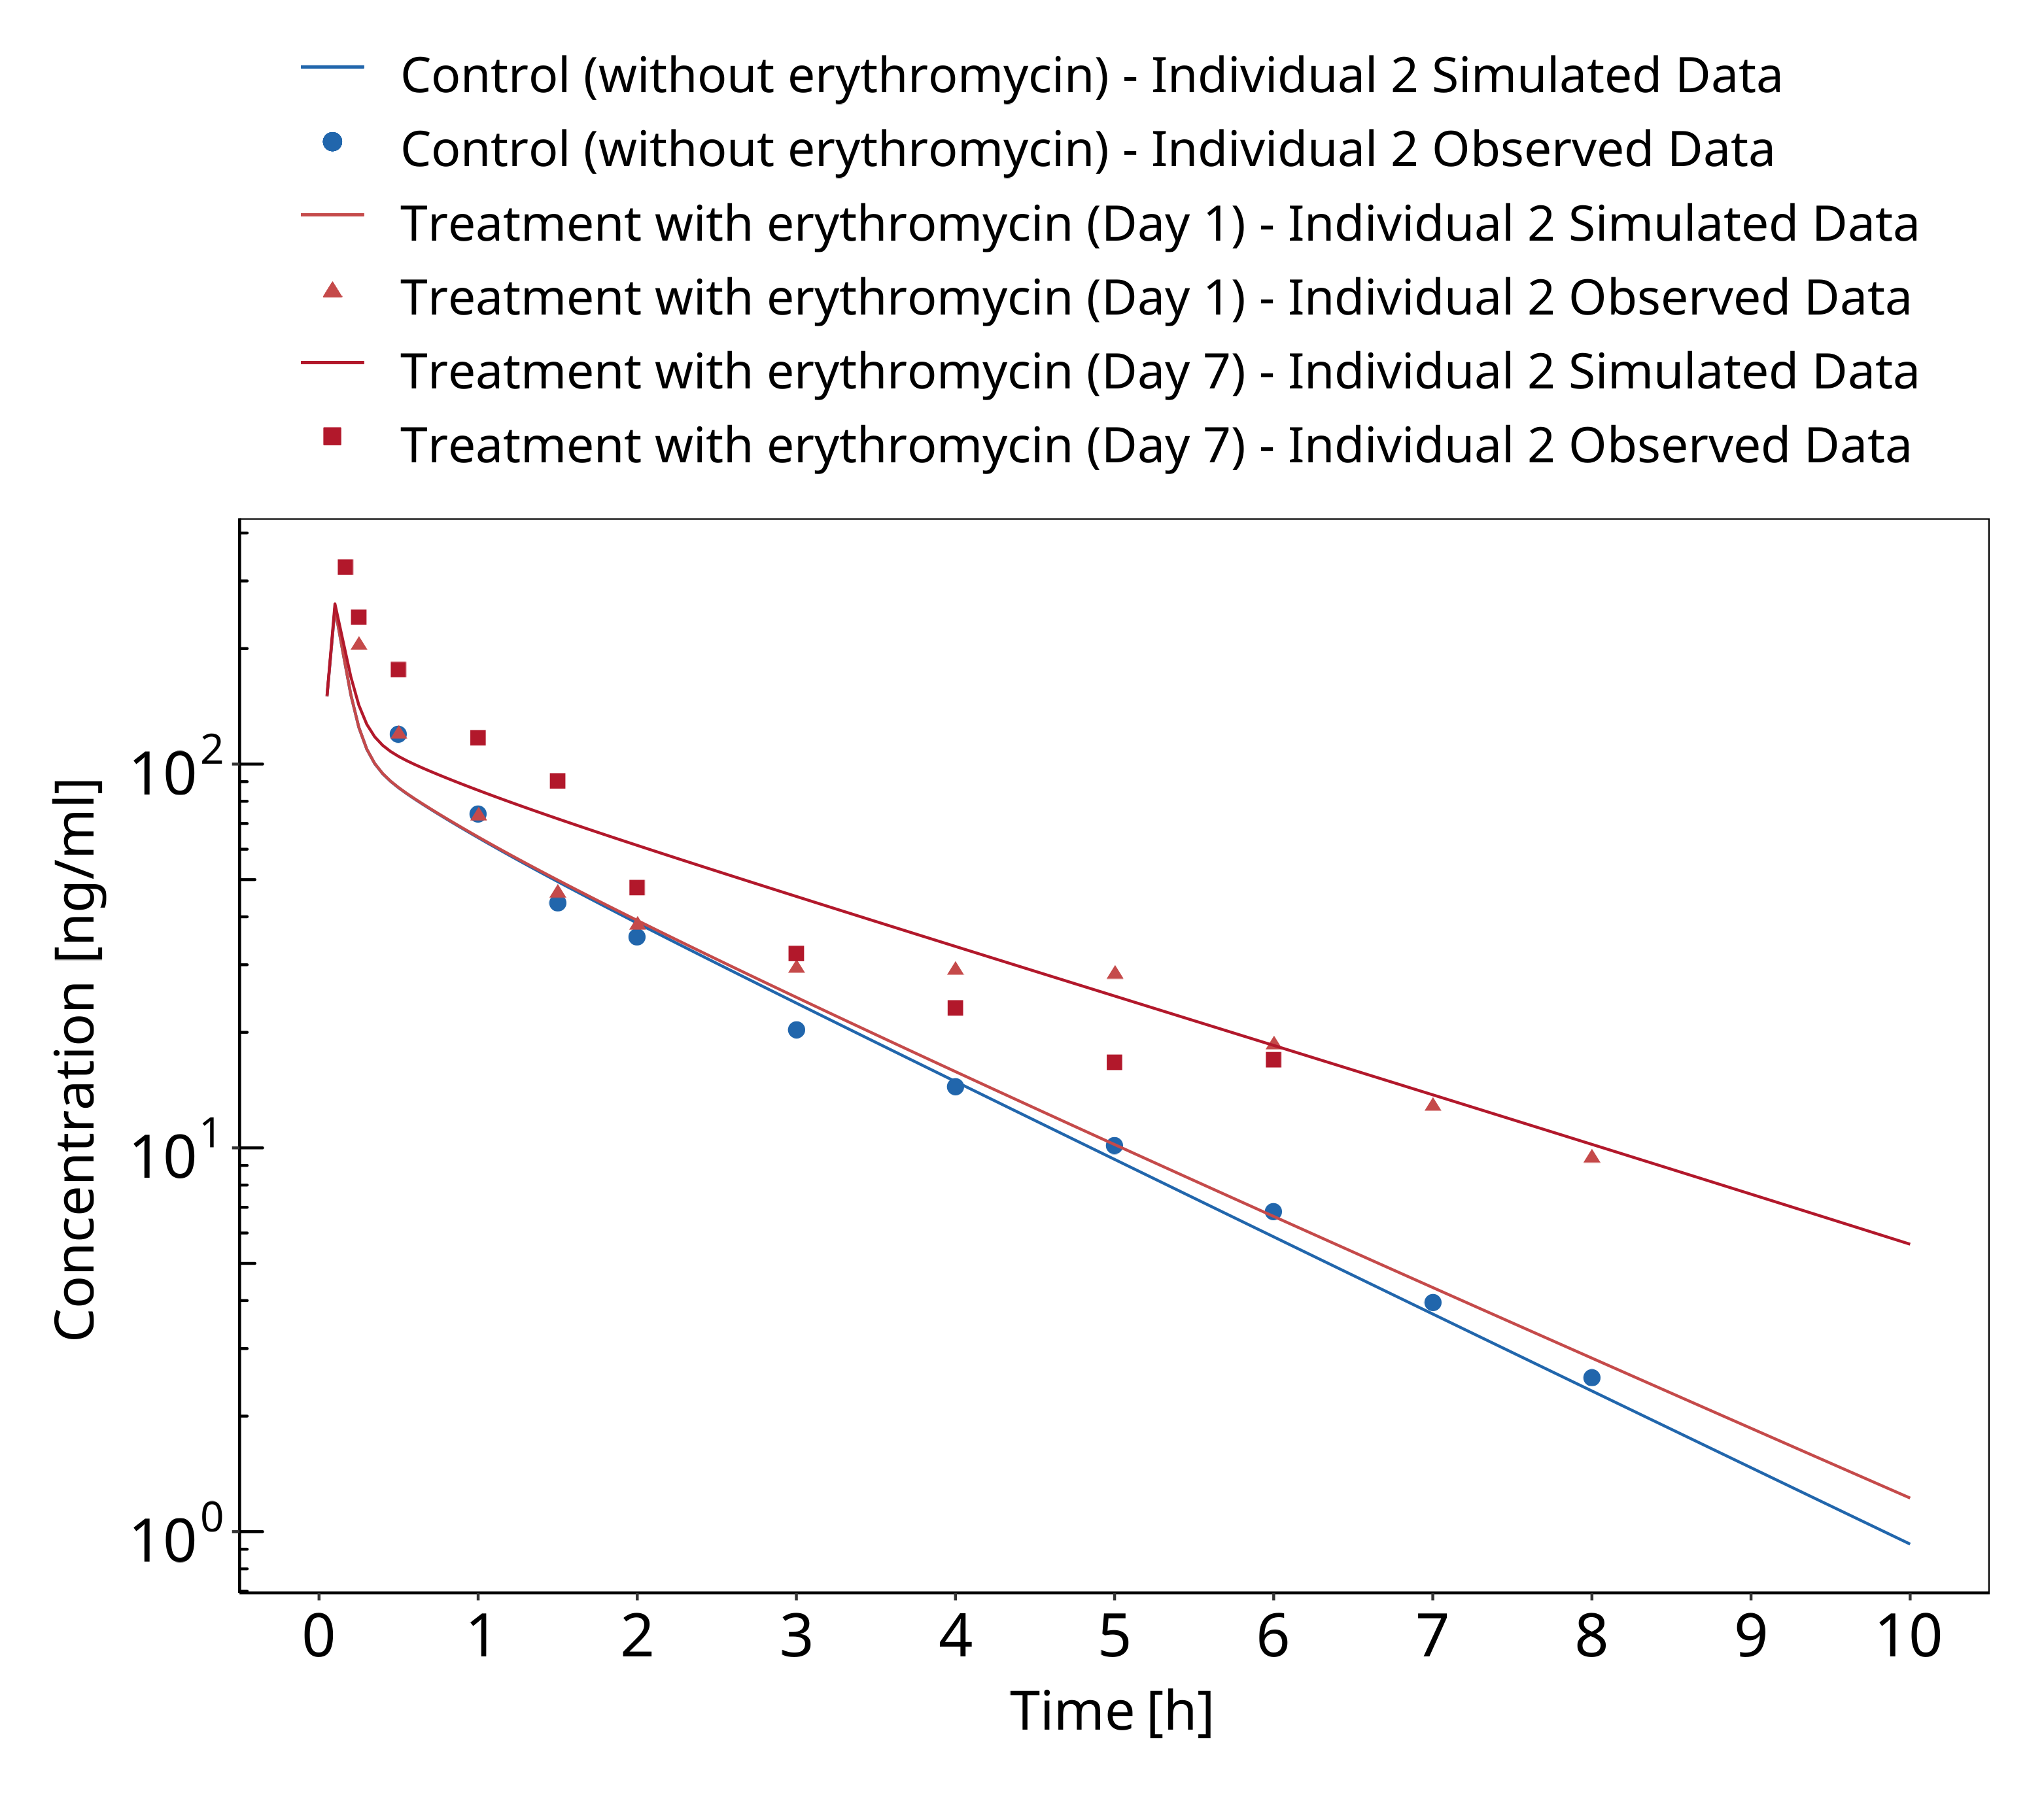 Control (without erythromycin) - Individual 2 Simulated Data
Control (without erythromycin) - Individual 2 Observed Data
Treatment with erythromycin (Day 1) - Individual 2 Simulated Data
Treatment with erythromycin (Day 1) - Individual 2 Observed Data
Treatment with erythromycin (Day 7) - Individual 2 Simulated Data
Treatment with erythromycin (Day 7) - Individual 2 Observed Data
Concentration [ng/ml]
10²
10¹
10⁰
0 1 2 3 4 5 6 7 8 9 10
Time [h]